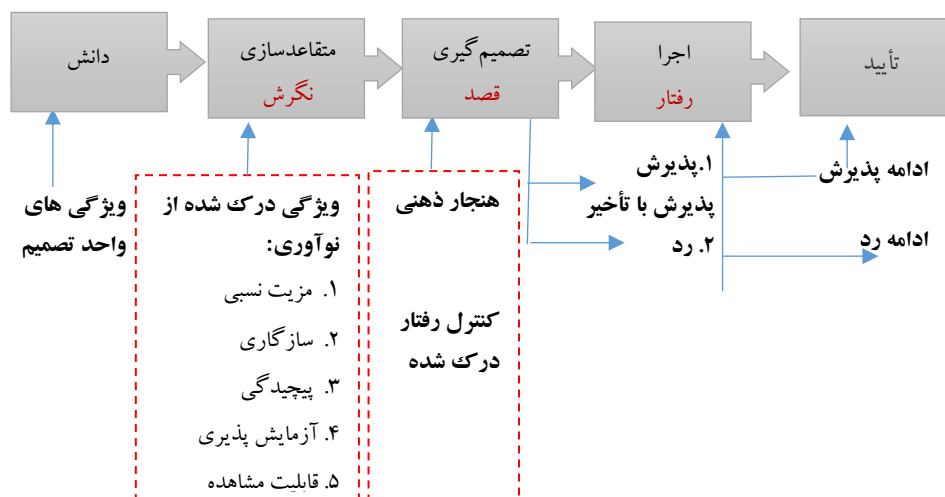 دانش
متقاعدسازی
نگرش
تصمیم‌گیری
قصد
اجرا
رفتار
تأیید
ویژگی های
واحد تصمیم
ویژگی درک شده از
نوآوری:
۱. مزیت نسبی
۲. سازگاری
۳. پیچیدگی
۴. آزمایش پذیری
۵. قابلیت مشاهده
هنجار ذهنی
کنترل رفتار
درک شده
۱.پذیرش
پذیرش با تأخیر
۲. رد
ادامه پذیرش
ادامه رد